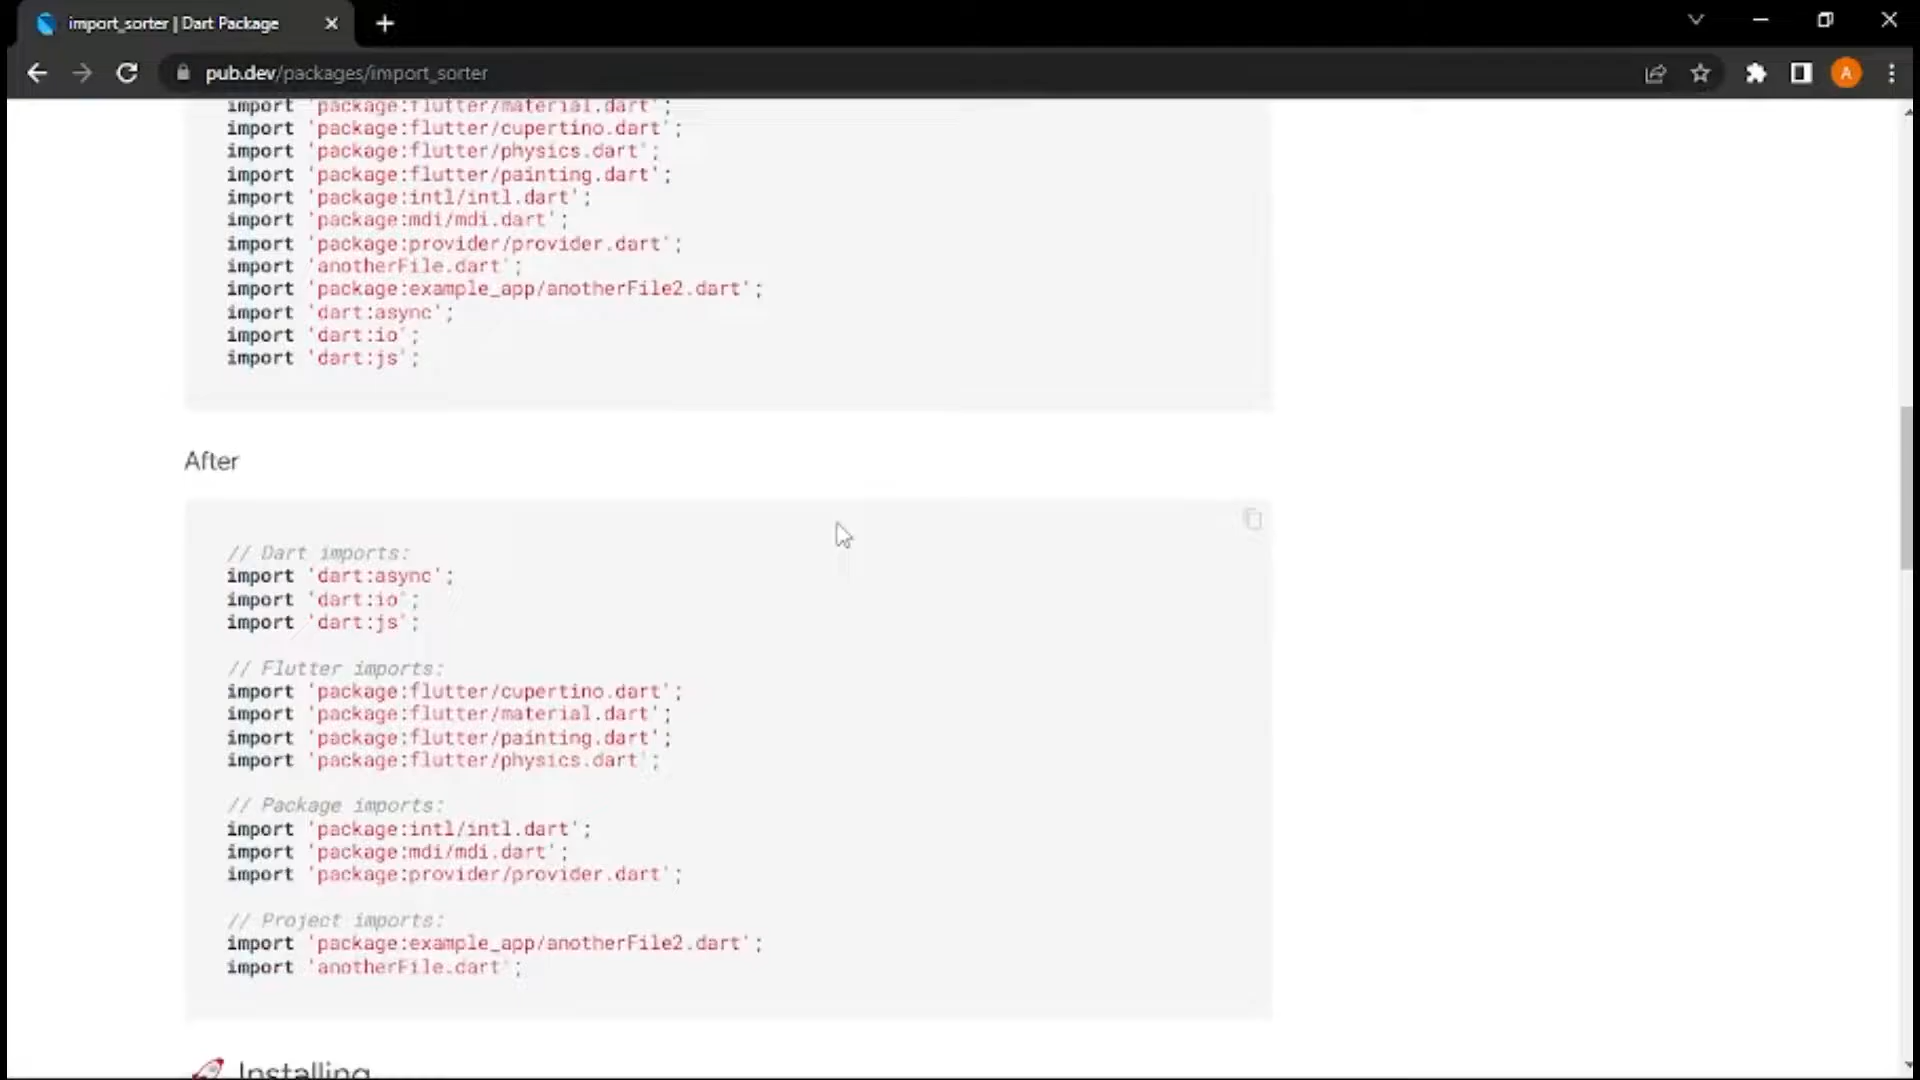 import_sorter | Dart Package
pub.dev/packages/import_sorter
A
import 'package:flutter/material.dart';
import 'package:flutter/cupertino.dart';
import 'package:flutter/physics.dart';
import 'package:flutter/painting.dart';
import 'package:intl/intl.dart';
import 'package:mdi/mdi.dart';
import 'package:provider/provider.dart';
import 'anotherFile.dart';
import 'package:example_app/anotherFile2.dart';
import 'dart:async';
import 'dart:io';
import 'dart:js';
After
// Dart imports:
import 'dart:async';
import 'dart:io';
import 'dart:js';
// Flutter imports:
import 'package:flutter/cupertino.dart';
import 'package:flutter/material.dart';
import 'package:flutter/painting.dart';
import 'package:flutter/physics.dart';
// Package imports:
import 'package:intl/intl.dart';
import 'package:mdi/mdi.dart';
import 'package:provider/provider.dart';
// Project imports:
import 'package:example_app/anotherFile2.dart';
import 'anotherFile.dart';
Installing